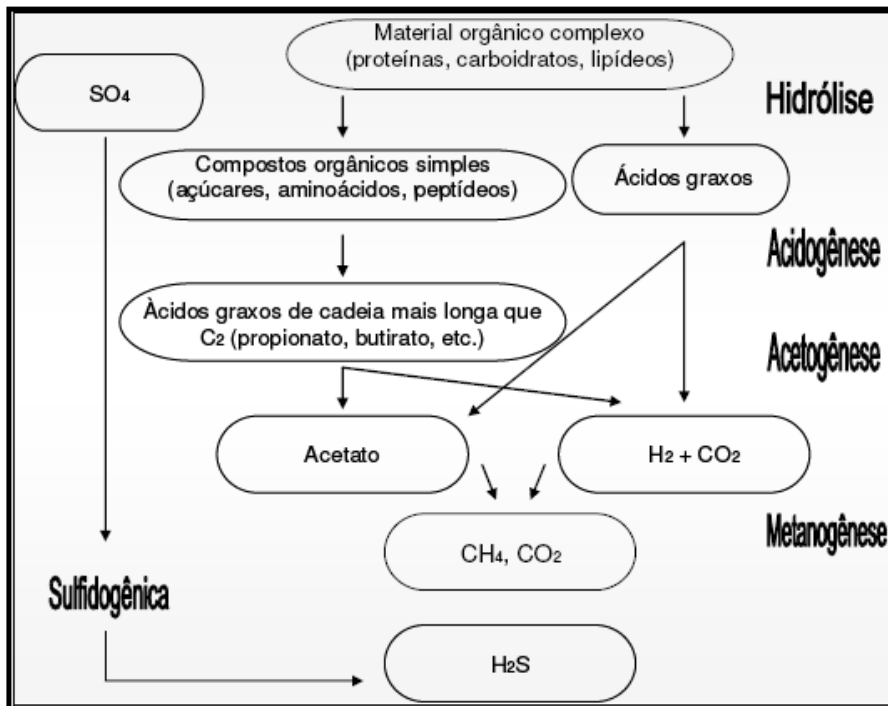 Material orgânico complexo
(proteínas, carboidratos, lipídeos)
SO4
Hidrólise
Compostos orgânicos simples
(açúcares, aminoácidos, peptídeos)
Ácidos graxos
Acidogênese
Àcidos graxos de cadeia mais longa que
C2 (propionato, butirato, etc.)
Acetogênese
Acetato
H2 + CO2
Metanogênese
CH4, CO2
Sulfidogênica
H2S